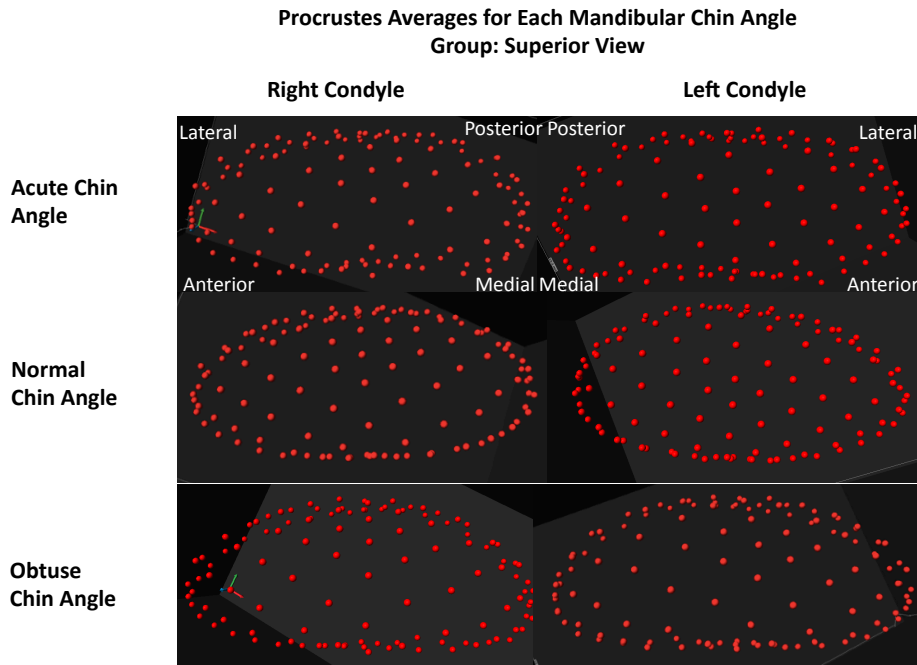 Procrustes Averages for Each Mandibular Chin Angle
Group: Superior View
Right Condyle
Left Condyle
Lateral
Posterior
Posterior
Lateral
Acute Chin
Angle
Anterior
Medial
Medial
Anterior
Normal
Chin Angle
Obtuse
Chin Angle